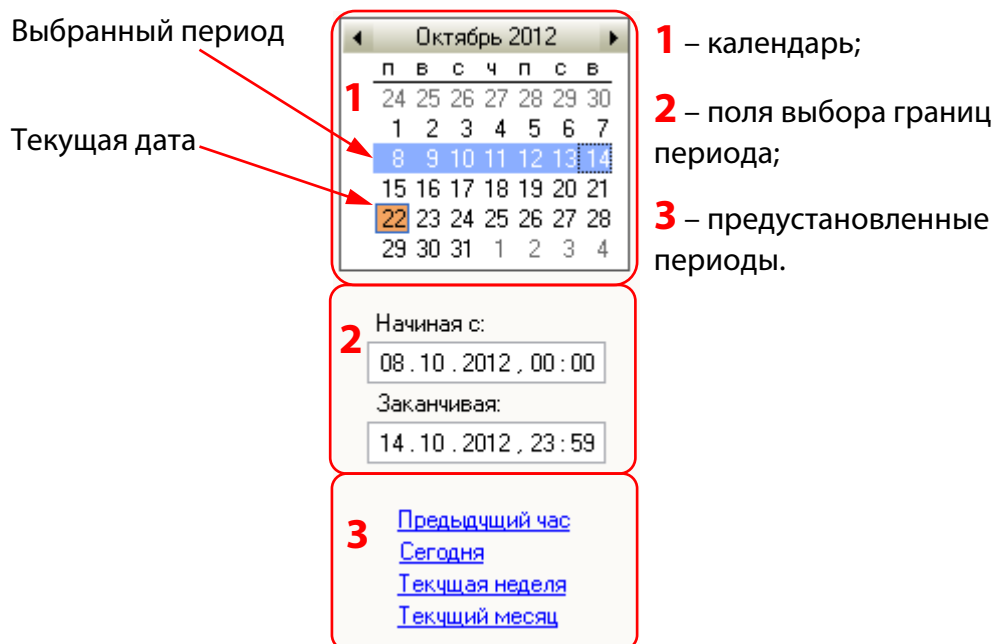 Выбранный период
Текущая дата
Октябрь 2012
П В С Ч П С В
1
24 25 26 27 28 29 30
1 2 3 4 5 6 7
8 9 10 11 12 13 14
15 16 17 18 19 20 21
22 23 24 25 26 27 28
29 30 31 1 2 3 4
2
Начиная с:
08 . 10 . 2012 , 00 : 00
Заканчивая:
14 . 10 . 2012 , 23 : 59
3
Предыдущий час
Сегодня
Текущая неделя
Текущий месяц
1 – календарь;
2 – поля выбора границ
периода;
3 – предустановленные
периоды.